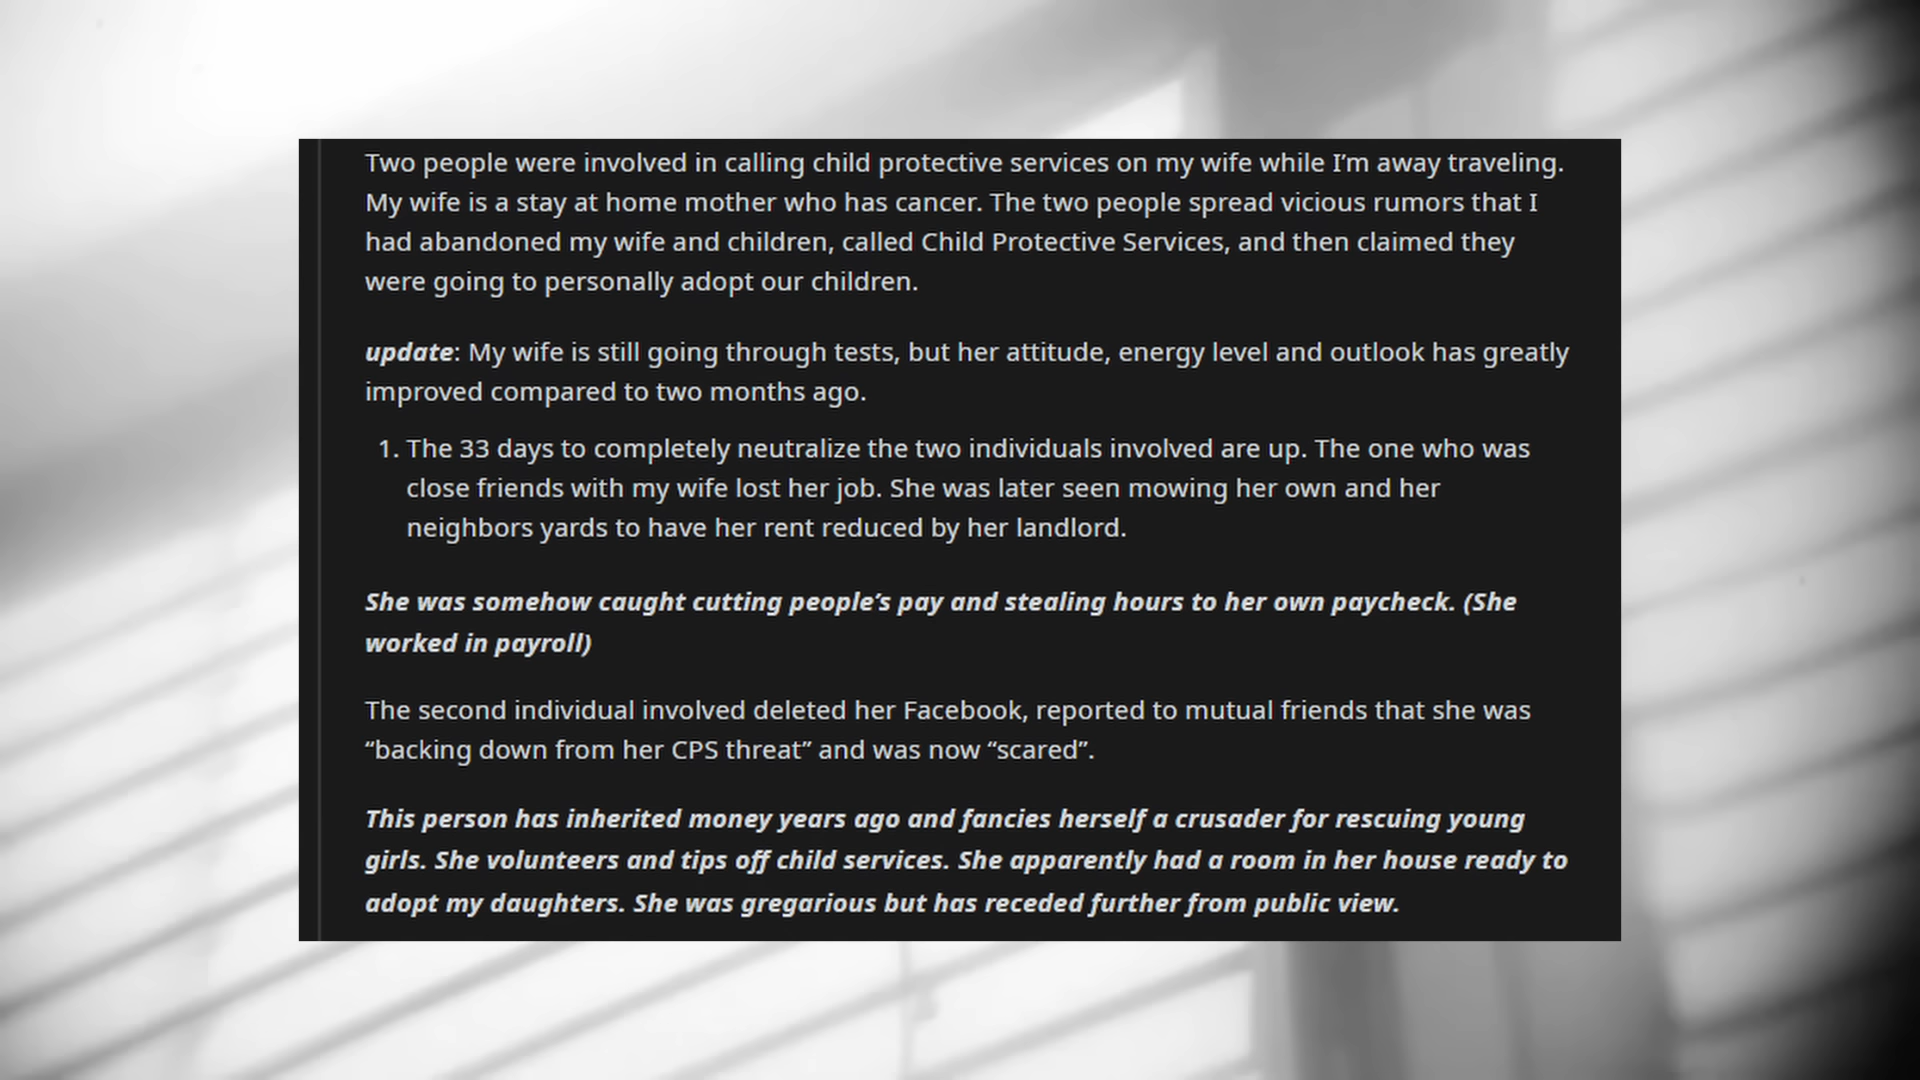 Two people were involved in calling child protective services on my wife while I’m away traveling.
My wife is a stay at home mother who has cancer. The two people spread vicious rumors that I
had abandoned my wife and children, called Child Protective Services, and then claimed they
were going to personally adopt our children.
update: My wife is still going through tests, but her attitude, energy level and outlook has greatly
improved compared to two months ago.
1. The 33 days to completely neutralize the two individuals involved are up. The one who was
close friends with my wife lost her job. She was later seen mowing her own and her
neighbors yards to have her rent reduced by her landlord.
She was somehow caught cutting people’s pay and stealing hours to her own paycheck. (She
worked in payroll)
The second individual involved deleted her Facebook, reported to mutual friends that she was
“backing down from her CPS threat” and was now “scared”.
This person has inherited money years ago and fancies herself a crusader for rescuing young
girls. She volunteers and tips off child services. She apparently had a room in her house ready to
adopt my daughters. She was gregarious but has receded further from public view.